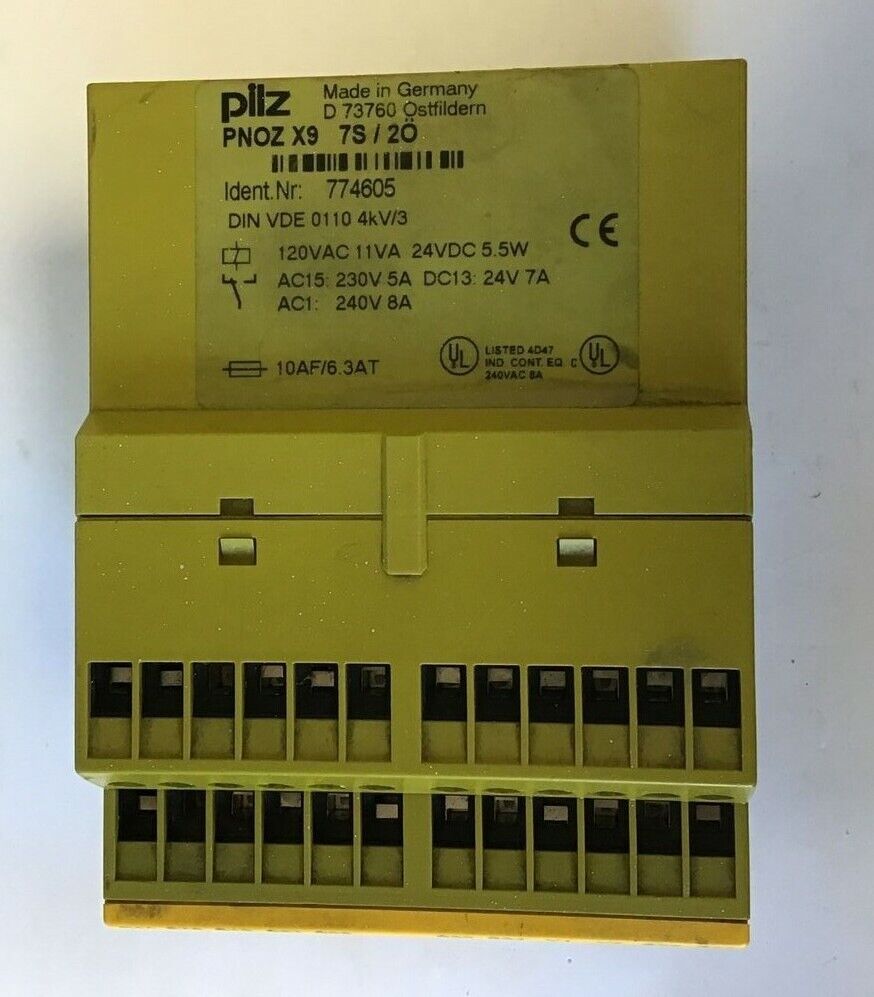 pilz
Made in Germany
D 73760 Ostfildern
PNOZ X9 7S / 2Ö
Ident.Nr: 774605
DIN VDE 0110 4kV/3
CE
120VAC 11VA 24VDC 5.5W
AC15: 230V 5A DC13: 24V 7A
AC1: 240V 8A
10AF/6.3AT
UL
LISTED 4D47
IND. CONT. EQ.
240VAC 8A
C UL